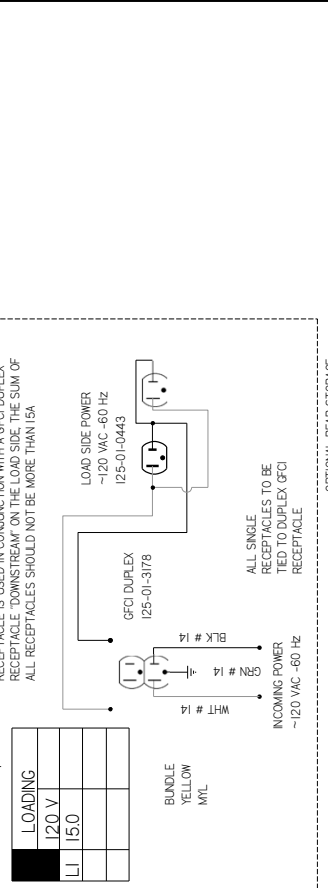 RECEPTACLE IS USED IN CONJUNCTION WITH A GFCI DUPLEX
RECEPTACLE "DOWNSTREAM" ON THE LOAD SIDE, THE SUM OF
ALL RECEPTACLES SHOULD NOT BE MORE THAN 15A
LOADING
120 V
L1 15.0
LOAD SIDE POWER
~120 VAC -60 Hz
125-01-0443
GFCI DUPLEX
125-01-3178
BUNDLE
YELLOW
MYL
WHT # 14
GRN # 14
BLK # 14
INCOMING POWER
~120 VAC -60 Hz
ALL SINGLE
RECEPTACLES TO BE
TIED TO DUPLEX GFCI
RECEPTACLE
OPTIONAL REAR STORAGE